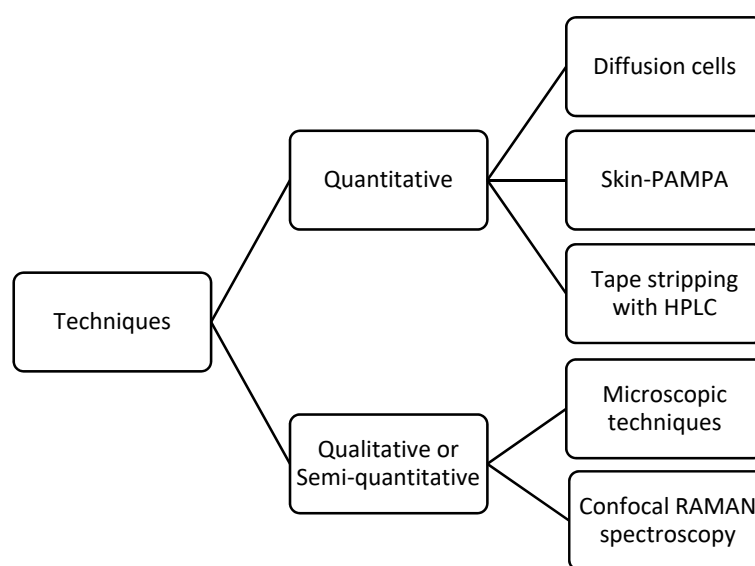 Techniques
Quantitative
Diffusion cells
Skin-PAMPA
Tape stripping
with HPLC
Qualitative or
Semi-quantitative
Microscopic
techniques
Confocal RAMAN
spectroscopy